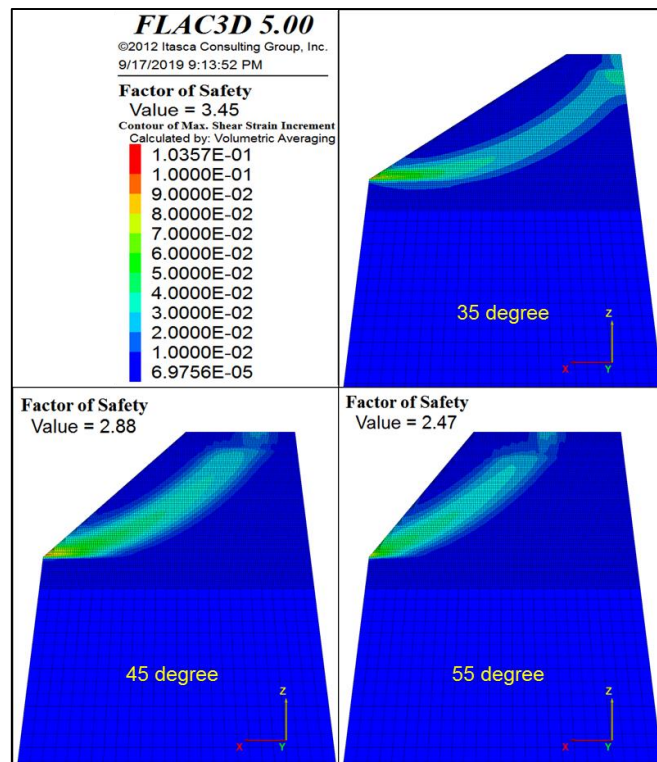 FLAC3D 5.00
©2012 Itasca Consulting Group, Inc.
9/17/2019 9:13:52 PM
Factor of Safety
Value = 3.45
Contour of Max. Shear Strain Increment
Calculated by: Volumetric Averaging
1.0357E-01
1.0000E-01
9.0000E-02
8.0000E-02
7.0000E-02
6.0000E-02
5.0000E-02
4.0000E-02
3.0000E-02
2.0000E-02
1.0000E-02
6.9756E-05
35 degree
Z
X
Y
Factor of Safety
Value = 2.88
45 degree
Z
X
Y
Factor of Safety
Value = 2.47
55 degree
Z
X
Y